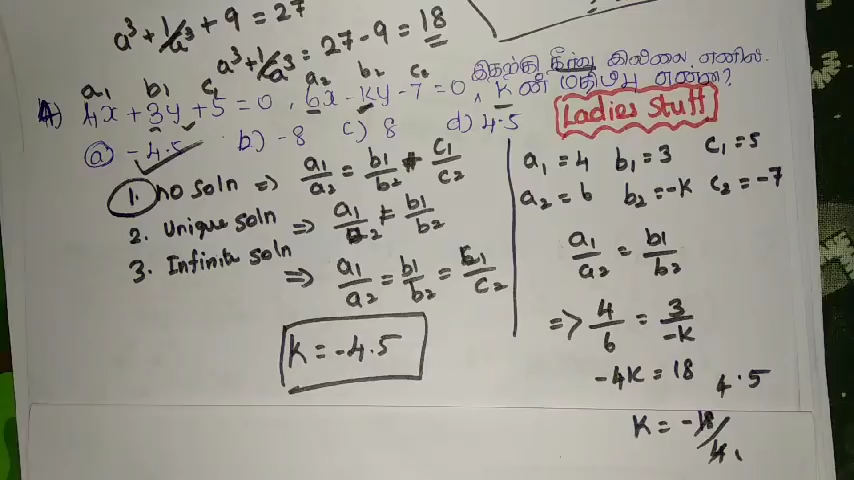 a³ + 1/a³ + 9 = 27
a³ + 1/a³ = 27 - 9 = 18
a₁ b₁ c₁ a₂ b₂ c₂
4) 4x + 3y + 5 = 0 , 6x - ky - 7 = 0 , இதற்கு தீர்வு இல்லை எனில்
K ன் மதிப்பு என்ன?
a) -4.5 b) -8 c) 8 d) 4.5
Ladies Stuff
1. no soln ⇒ a₁/a₂ = b₁/b₂ ≠ c₁/c₂
2. Unique soln ⇒ a₁/a₂ ≠ b₁/b₂
3. Infinite soln
⇒ a₁/a₂ = b₁/b₂ = c₁/c₂
K = -4.5
a₁ = 4 b₁ = 3 c₁ = 5
a₂ = 6 b₂ = -K c₂ = -7
a₁/a₂ = b₁/b₂
⇒ 4/6 = 3/-K
-4K = 18 4.5
K = -18/4